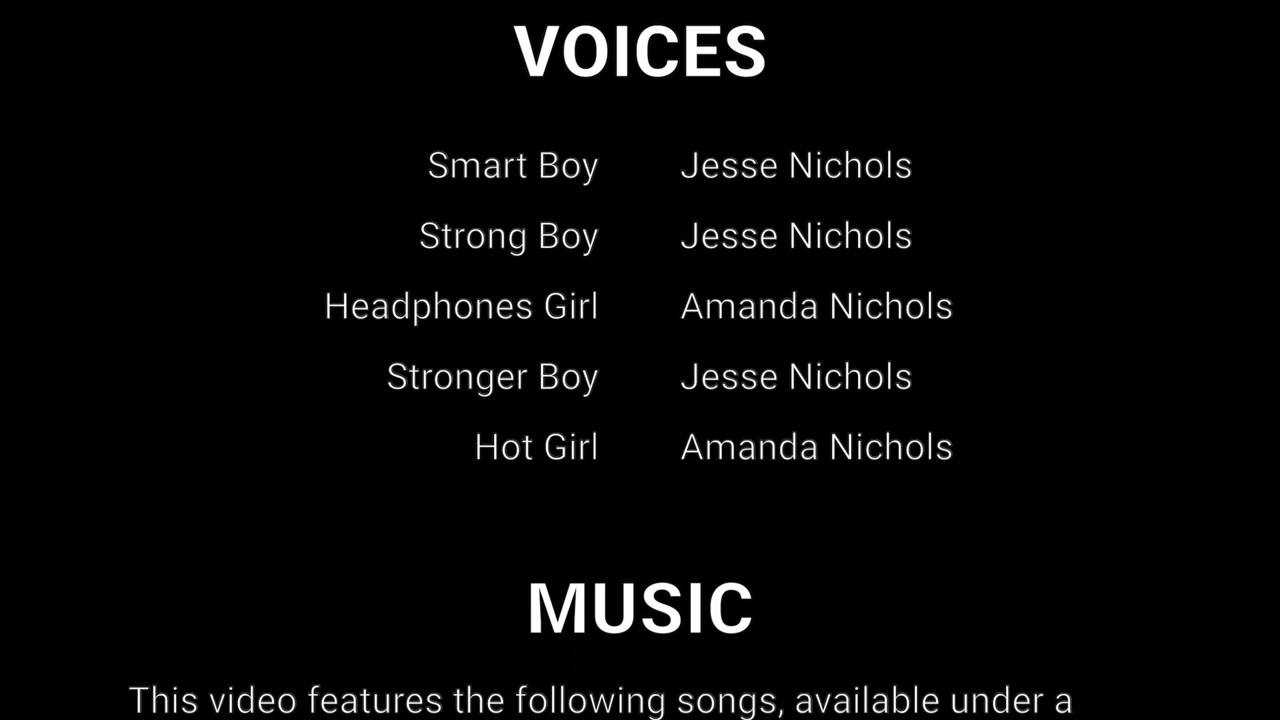 VOICES
Smart Boy Jesse Nichols
Strong Boy Jesse Nichols
Headphones Girl Amanda Nichols
Stronger Boy Jesse Nichols
Hot Girl Amanda Nichols
MUSIC
This video features the following songs, available under a